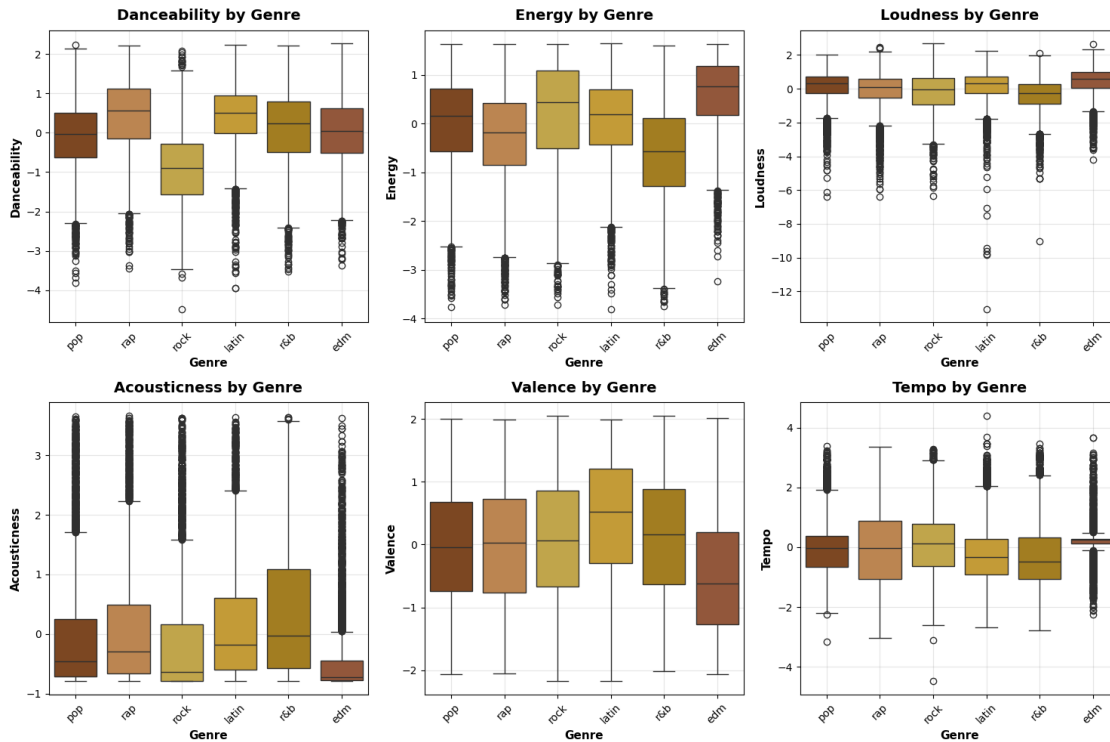 Danceability by Genre
Danceability
2
1
0
−1
−2
−3
−4
pop
rap
rock
latin
r&b
edm
Genre
Energy by Genre
Energy
1
0
−1
−2
−3
−4
pop
rap
rock
latin
r&b
edm
Genre
Loudness by Genre
Loudness
2
0
−2
−4
−6
−8
−10
−12
pop
rap
rock
latin
r&b
edm
Genre
Acousticness by Genre
Acousticness
3
2
1
0
−1
pop
rap
rock
latin
r&b
edm
Genre
Valence by Genre
Valence
2
1
0
−1
−2
pop
rap
rock
latin
r&b
edm
Genre
Tempo by Genre
Tempo
4
2
0
−2
−4
pop
rap
rock
latin
r&b
edm
Genre